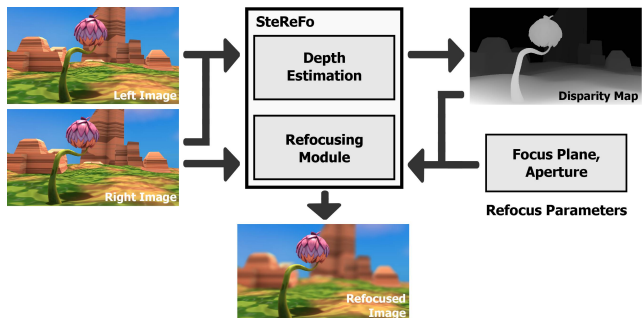 SteReFo
Depth
Estimation
Left Image
Disparity Map
Refocusing
Module
Right Image
Focus Plane,
Aperture
Refocus Parameters
Refocused
Image